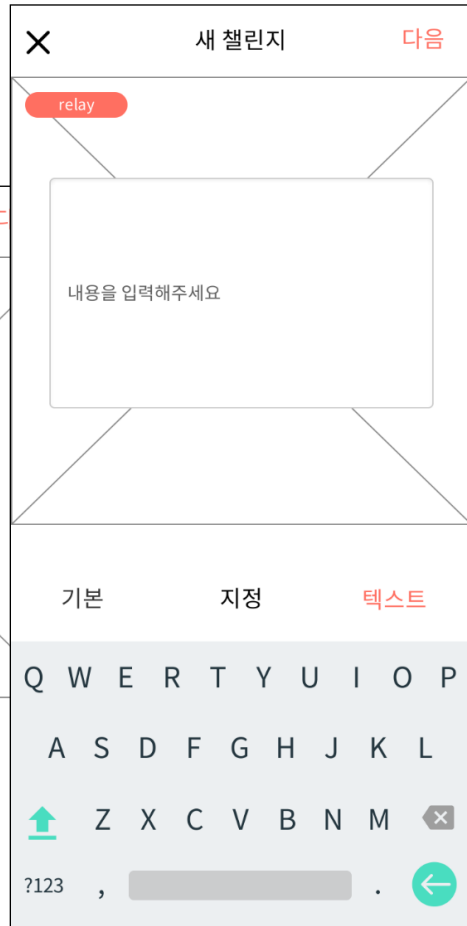 새 챌린지
다음
relay
내용을 입력해주세요
기본
지정
텍스트
Q W E R T Y U I O P
A S D F G H J K L
Z X C V B N M
?123 , .